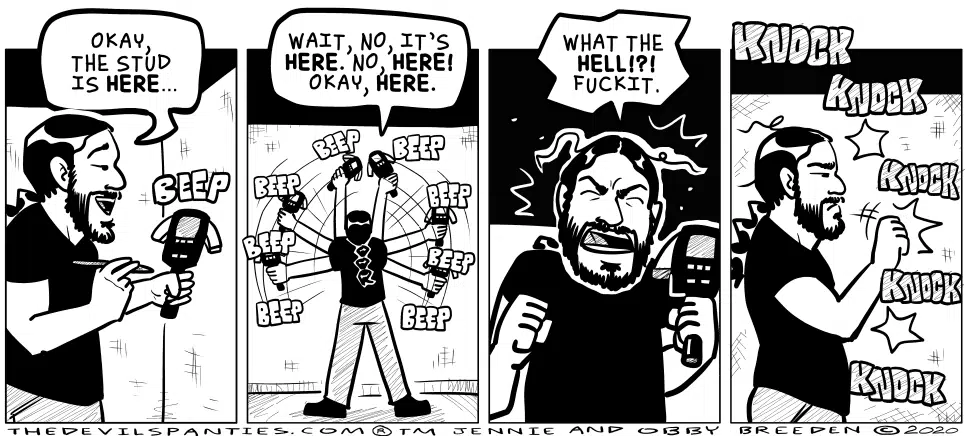 OKAY,
THE STUD
IS HERE...
BEEP
WAIT, NO, IT'S
HERE. NO, HERE!
OKAY, HERE.
BEEP
BEEP
BEEP
BEEP
BEEP
BEEP
BEEP
BEEP
WHAT THE
HELL!?!
FUCKIT.
KNOCK
KNOCK
KNOCK
KNOCK
KNOCK
THEDEVILSPANTIES.COM®TM JENNIE AND OBBY BREEDEN ©2020